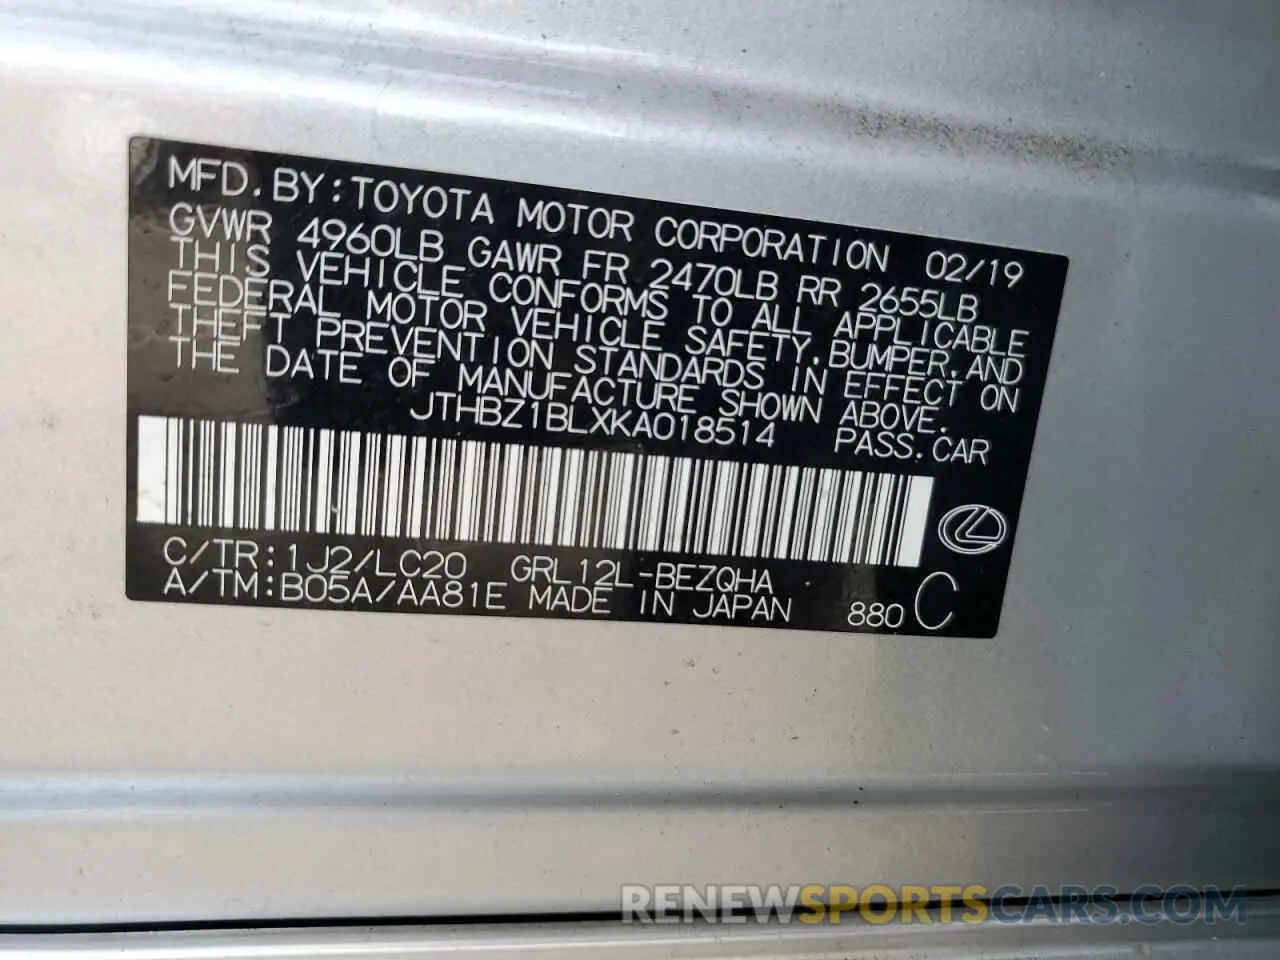 MFD. BY: TOYOTA MOTOR CORPORATION 02/19
GVWR 4960LB GAWR FR 2470LB RR 2655LB
THIS VEHICLE CONFORMS TO ALL APPLICABLE
FEDERAL MOTOR VEHICLE SAFETY, BUMPER, AND
THEFT PREVENTION STANDARDS IN EFFECT ON
THE DATE OF MANUFACTURE SHOWN ABOVE.
JTHBZ1BLXKA018514 PASS. CAR
C/TR: 1J2/LC20 GRL12L-BEZQHA
A/TM: B05A/AA81E MADE IN JAPAN 880 C
RENEWSPORTSCARS.COM